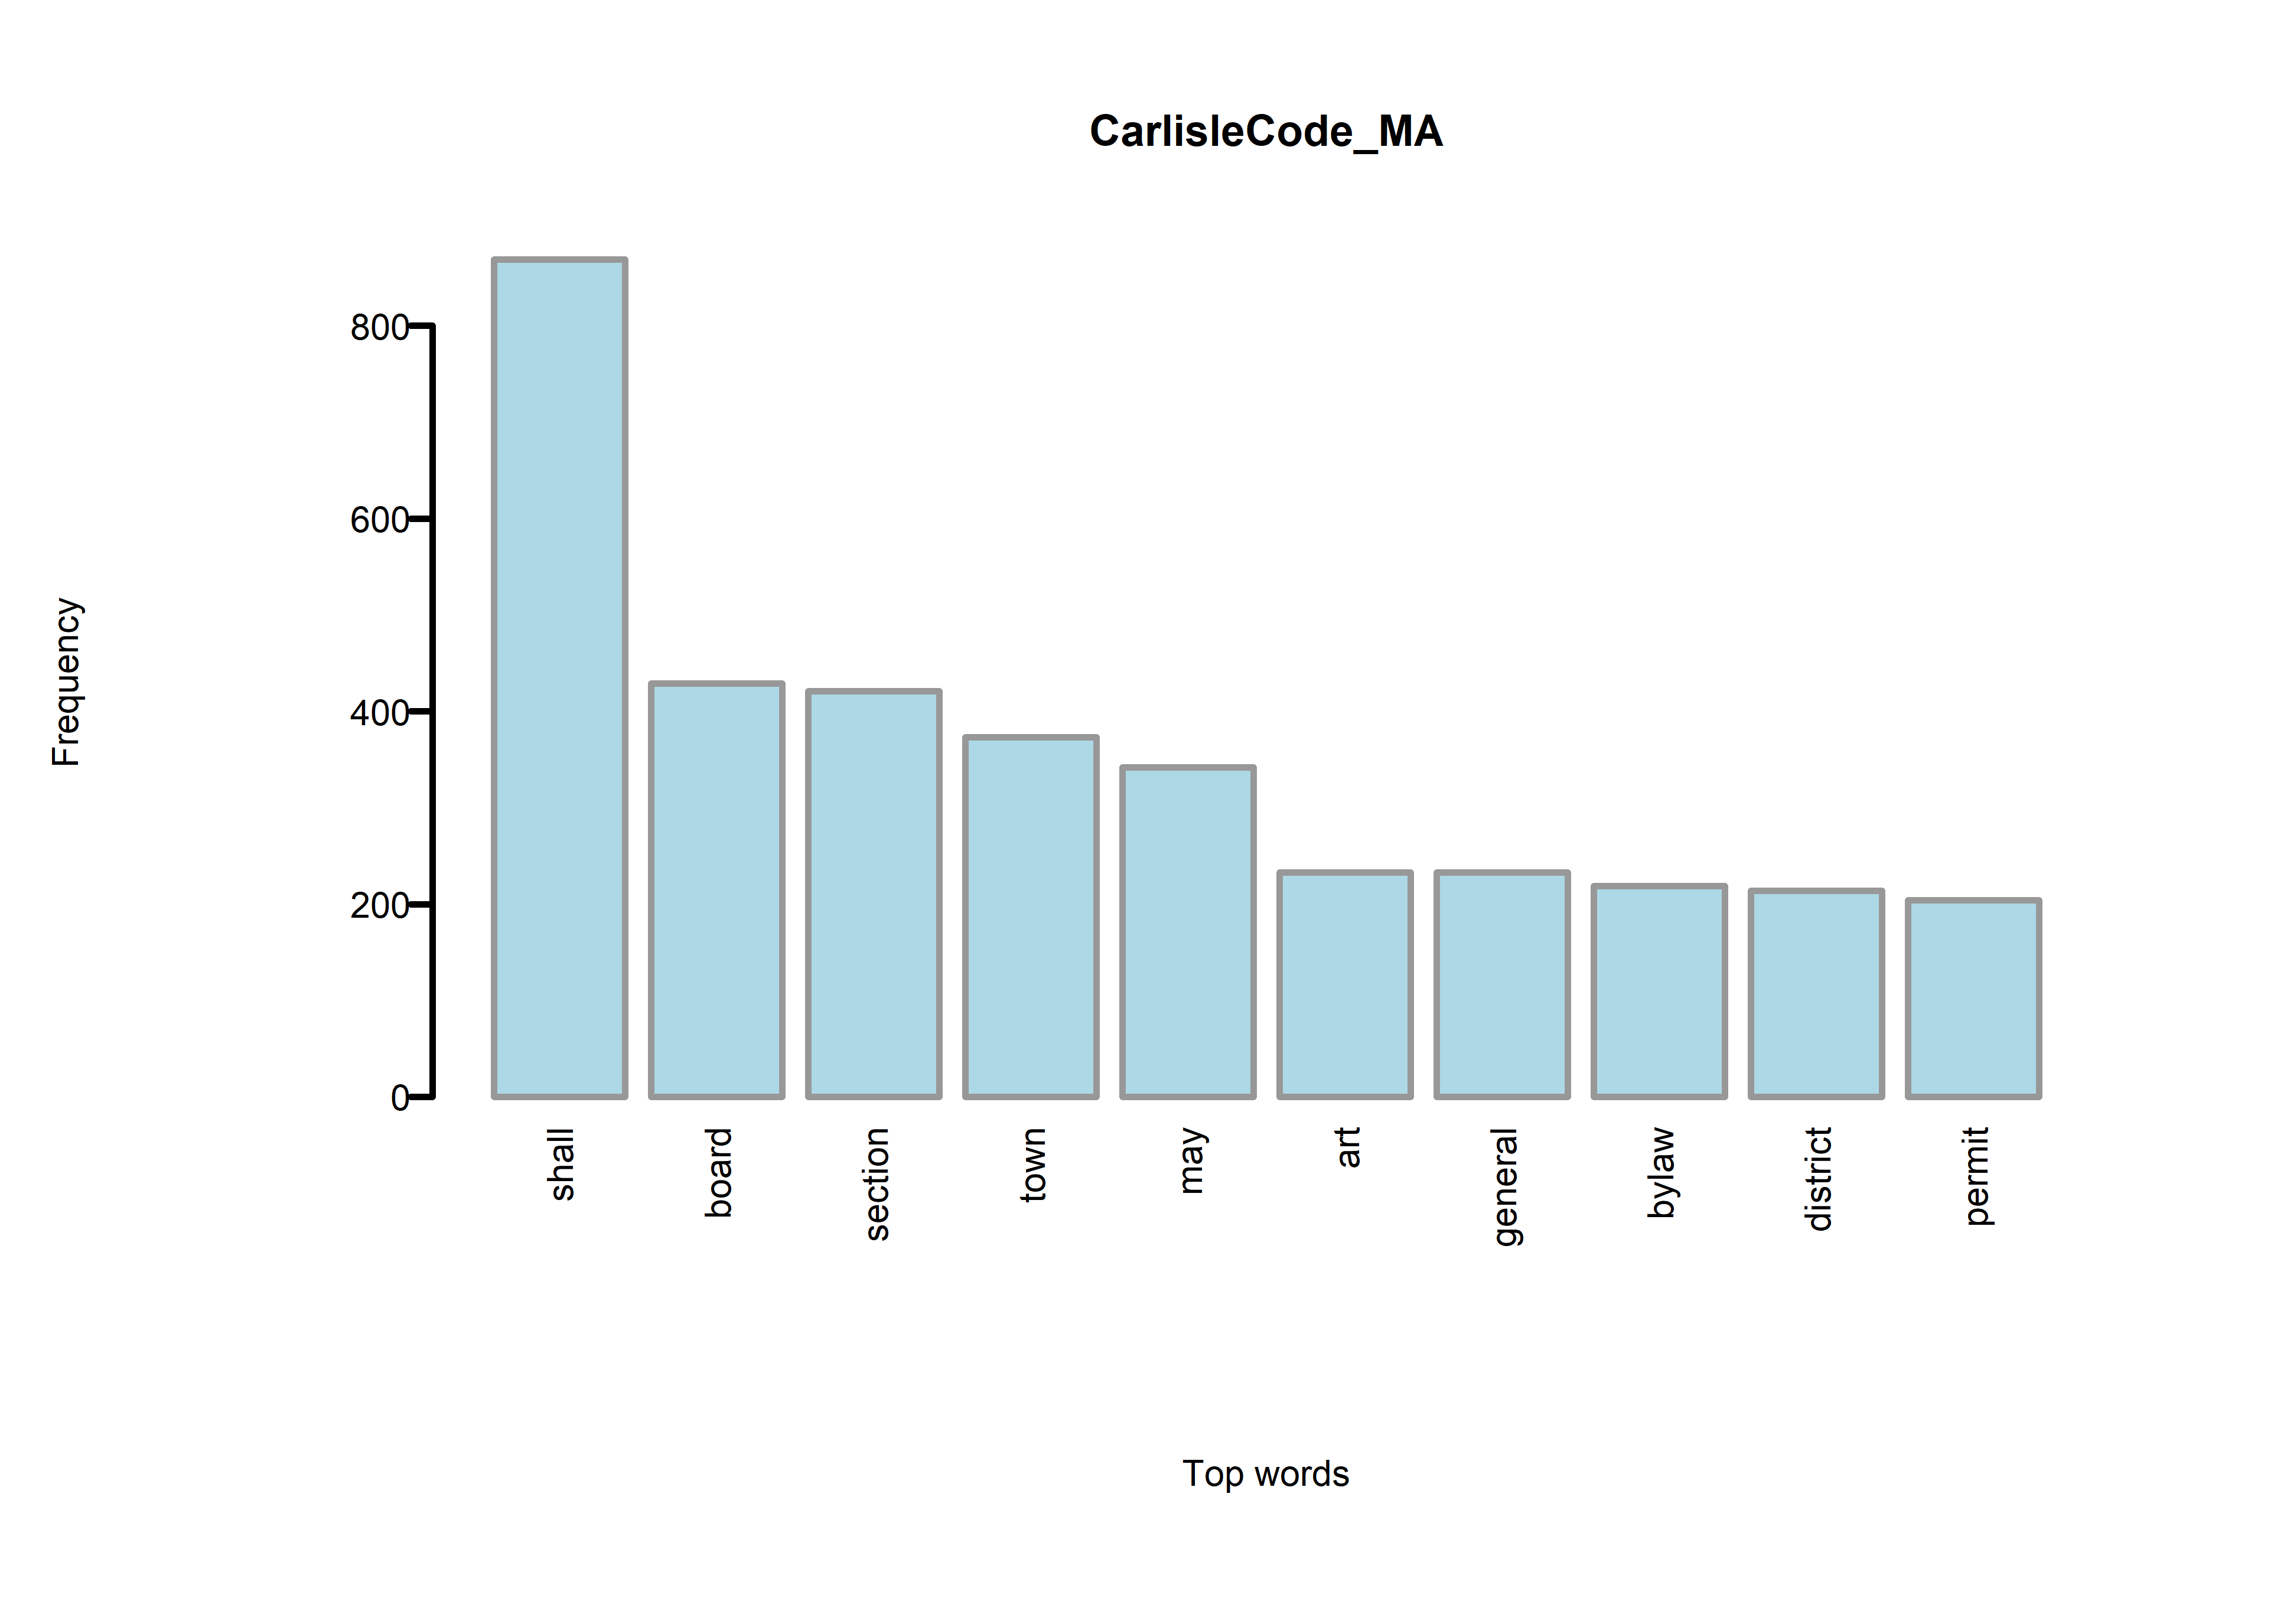 CarlisleCode_MA
Frequency
800
600
400
200
0
shall
board
section
town
may
art
general
bylaw
district
permit
Top words